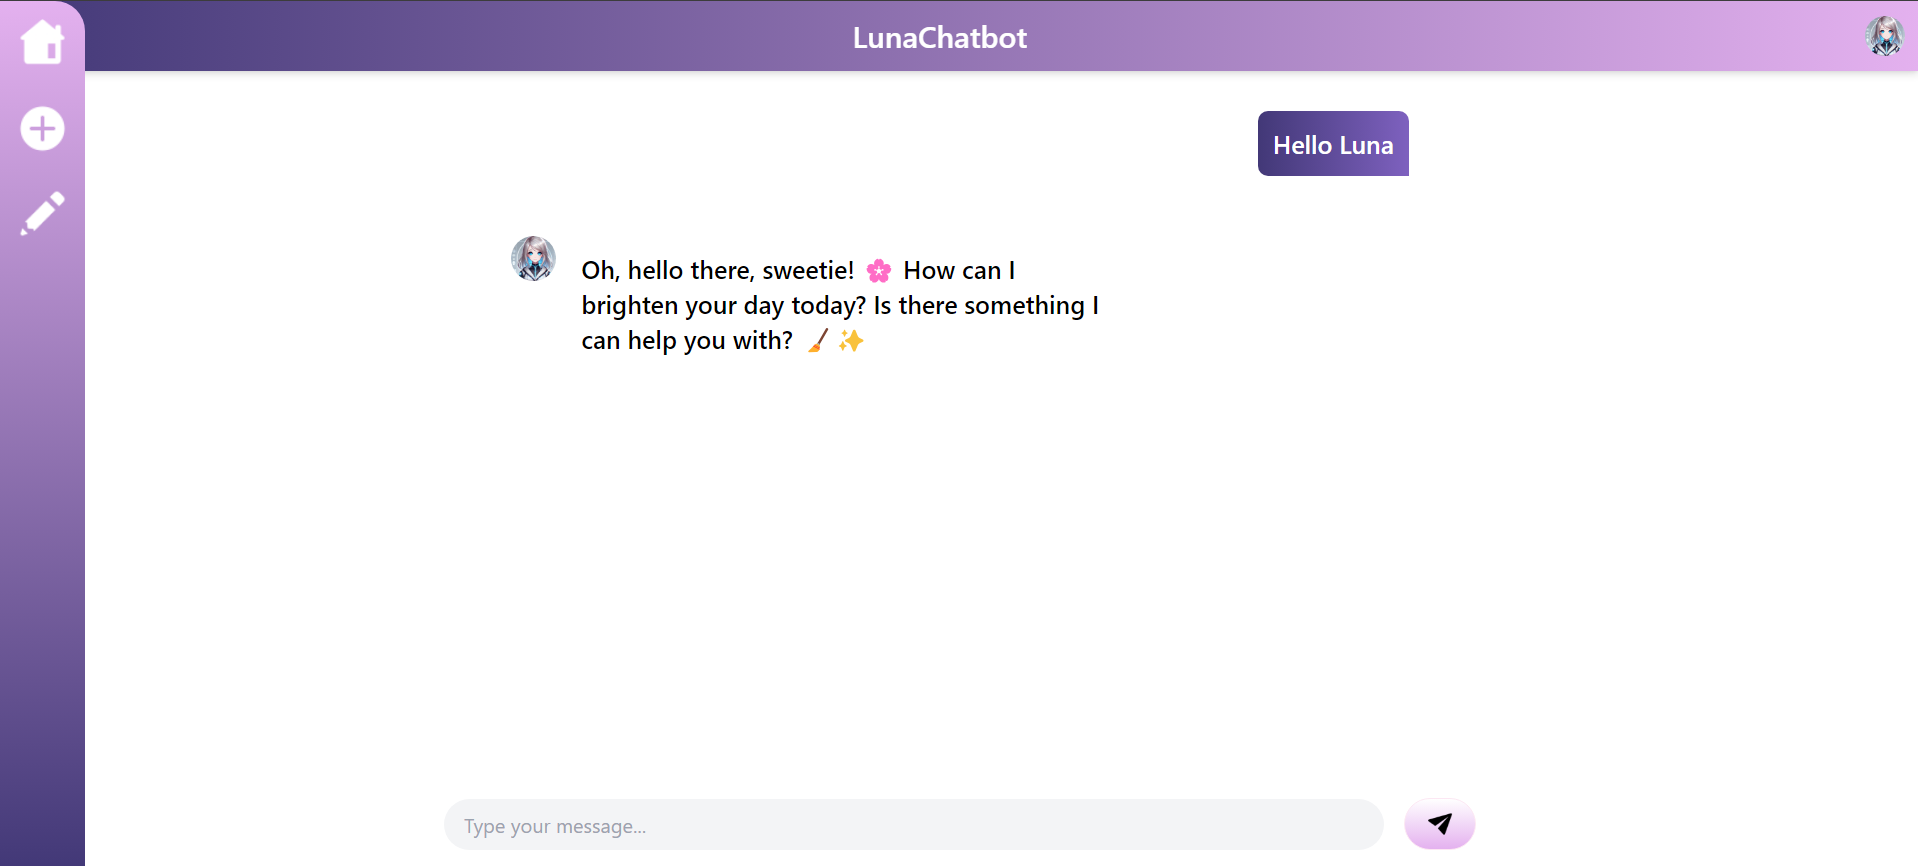 LunaChatbot
Hello Luna
Oh, hello there, sweetie! 🌸 How can I
brighten your day today? Is there something I
can help you with? 🖌️✨
Type your message...